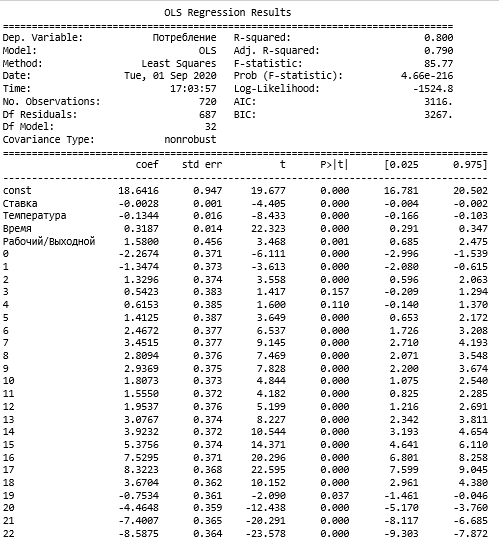 OLS Regression Results
Dep. Variable: Потребление R-squared: 0.800
Model: OLS Adj. R-squared: 0.790
Method: Least Squares F-statistic: 85.77
Date: Tue, 01 Sep 2020 Prob (F-statistic): 4.66e-216
Time: 17:03:57 Log-Likelihood: -1524.8
No. Observations: 720 AIC: 3116.
Df Residuals: 687 BIC: 3267.
Df Model: 32
Covariance Type: nonrobust
coef std err t P>|t| [0.025 0.975]
const 18.6416 0.947 19.677 0.000 16.781 20.502
Ставка -0.0028 0.001 -4.405 0.000 -0.004 -0.002
Температура -0.1344 0.016 -8.433 0.000 -0.166 -0.103
Время 0.3187 0.014 22.323 0.000 0.291 0.347
Рабочий/Выходной 1.5800 0.456 3.468 0.001 0.685 2.475
0 -2.2674 0.371 -6.111 0.000 -2.996 -1.539
1 -1.3474 0.373 -3.613 0.000 -2.080 -0.615
2 1.3296 0.374 3.558 0.000 0.596 2.063
3 0.5423 0.383 1.417 0.157 -0.209 1.294
4 0.6153 0.385 1.600 0.110 -0.140 1.370
5 1.4125 0.387 3.649 0.000 0.653 2.172
6 2.4672 0.377 6.537 0.000 1.726 3.208
7 3.4517 0.377 9.145 0.000 2.710 4.193
8 2.8094 0.376 7.469 0.000 2.071 3.548
9 2.9369 0.375 7.828 0.000 2.200 3.674
10 1.8073 0.373 4.844 0.000 1.075 2.540
11 1.5550 0.372 4.182 0.000 0.825 2.285
12 1.9537 0.376 5.199 0.000 1.216 2.691
13 3.0767 0.374 8.227 0.000 2.342 3.811
14 3.9232 0.372 10.544 0.000 3.193 4.654
15 5.3756 0.374 14.371 0.000 4.641 6.110
16 7.5295 0.371 20.296 0.000 6.801 8.258
17 8.3223 0.368 22.595 0.000 7.599 9.045
18 3.6704 0.362 10.152 0.000 2.961 4.380
19 -0.7534 0.361 -2.090 0.037 -1.461 -0.046
20 -4.4648 0.359 -12.438 0.000 -5.170 -3.760
21 -7.4007 0.365 -20.291 0.000 -8.117 -6.685
22 -8.5875 0.364 -23.578 0.000 -9.303 -7.872